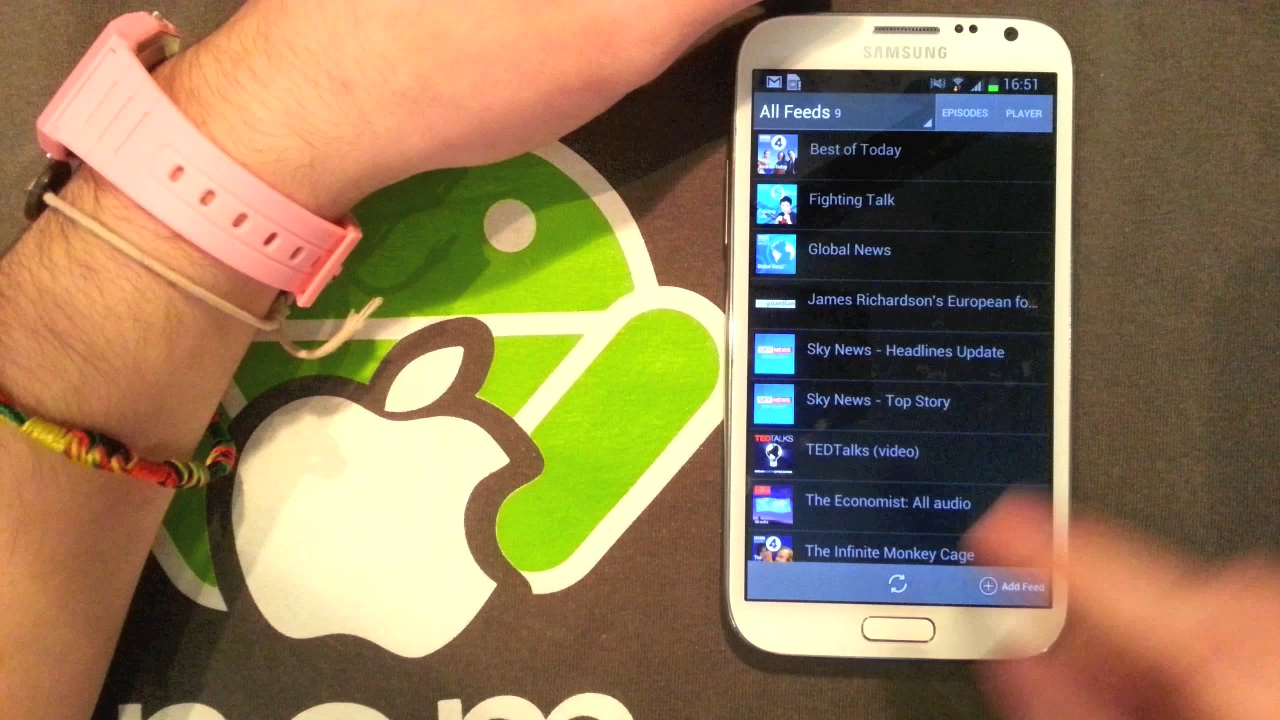 SAMSUNG
16:51
All Feeds 9
EPISODES PLAYER
Best of Today
Fighting Talk
Global News
James Richardson's European fo...
Sky News - Headlines Update
Sky News - Top Story
TEDTalks (video)
The Economist: All audio
The Infinite Monkey Cage
Add Feed